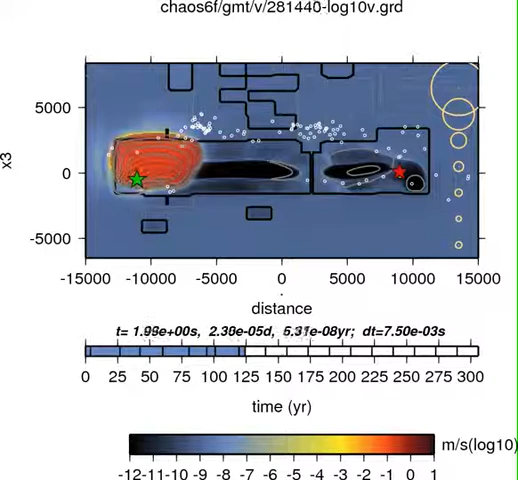 chaos6f/gmt/v/281440-log10v.grd
x3
5000
0
-5000
-15000 -10000 -5000 0 5000 10000 15000
distance
t= 1.99e+00s, 2.30e-05d, 6.31e-08yr; dt=7.50e-03s
0 25 50 75 100 125 150 175 200 225 250 275 300
time (yr)
m/s(log10)
-12-11-10 -9 -8 -7 -6 -5 -4 -3 -2 -1 0 1